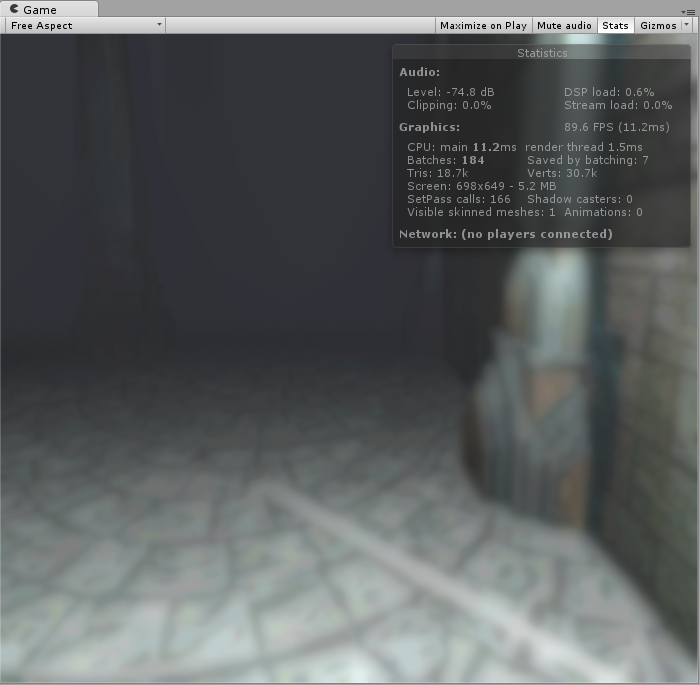 Game
Free Aspect Maximize on Play Mute audio Stats Gizmos
Statistics
Audio:
Level: -74.8 dB DSP load: 0.6%
Clipping: 0.0% Stream load: 0.0%
Graphics: 89.6 FPS (11.2ms)
CPU: main 11.2ms render thread 1.5ms
Batches: 184 Saved by batching: 7
Tris: 18.7k Verts: 30.7k
Screen: 698x649 - 5.2 MB
SetPass calls: 166 Shadow casters: 0
Visible skinned meshes: 1 Animations: 0
Network: (no players connected)